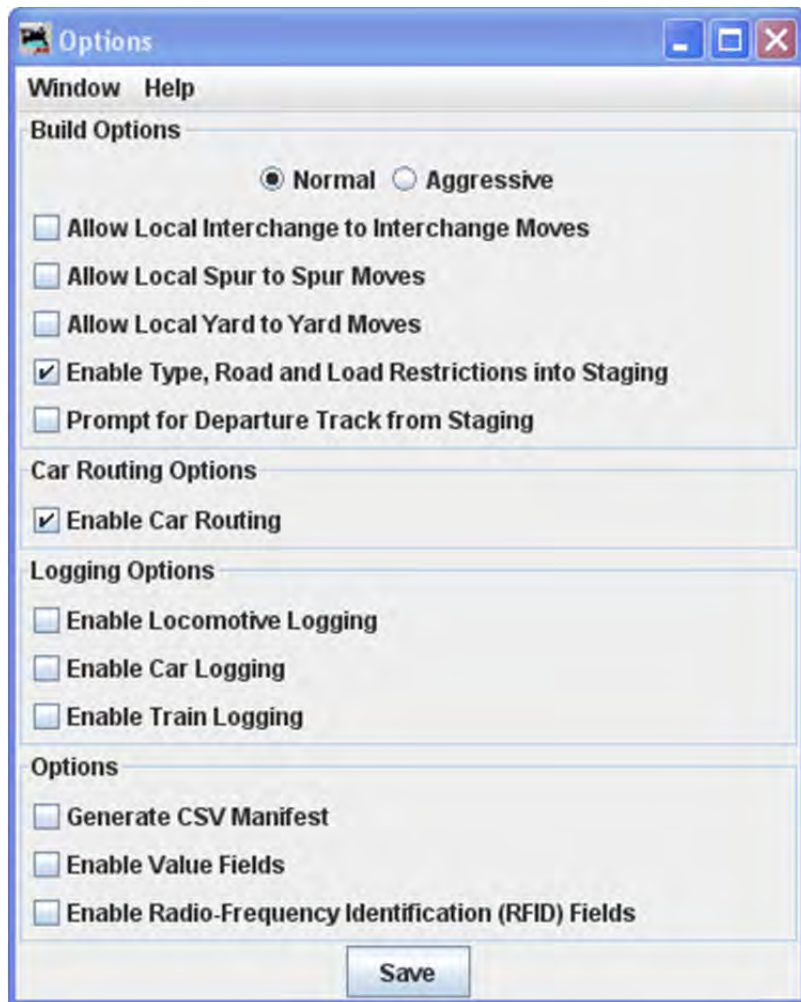 Options
Window Help
Build Options
Normal Aggressive
Allow Local Interchange to Interchange Moves
Allow Local Spur to Spur Moves
Allow Local Yard to Yard Moves
Enable Type, Road and Load Restrictions into Staging
Prompt for Departure Track from Staging
Car Routing Options
Enable Car Routing
Logging Options
Enable Locomotive Logging
Enable Car Logging
Enable Train Logging
Options
Generate CSV Manifest
Enable Value Fields
Enable Radio-Frequency Identification (RFID) Fields
Save